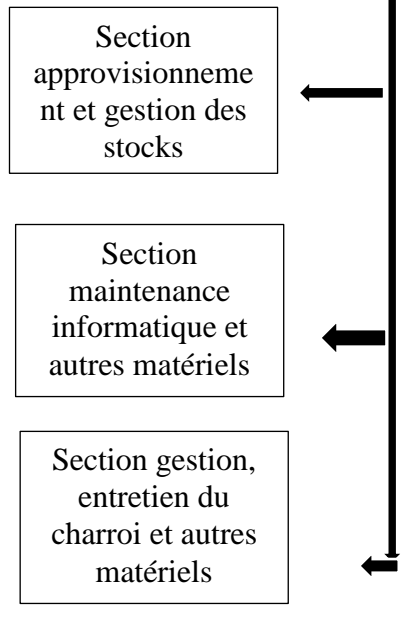 Section
approvisionneme
nt et gestion des
stocks
Section
maintenance
informatique et
autres matériels
Section gestion,
entretien du
charroi et autres
matériels